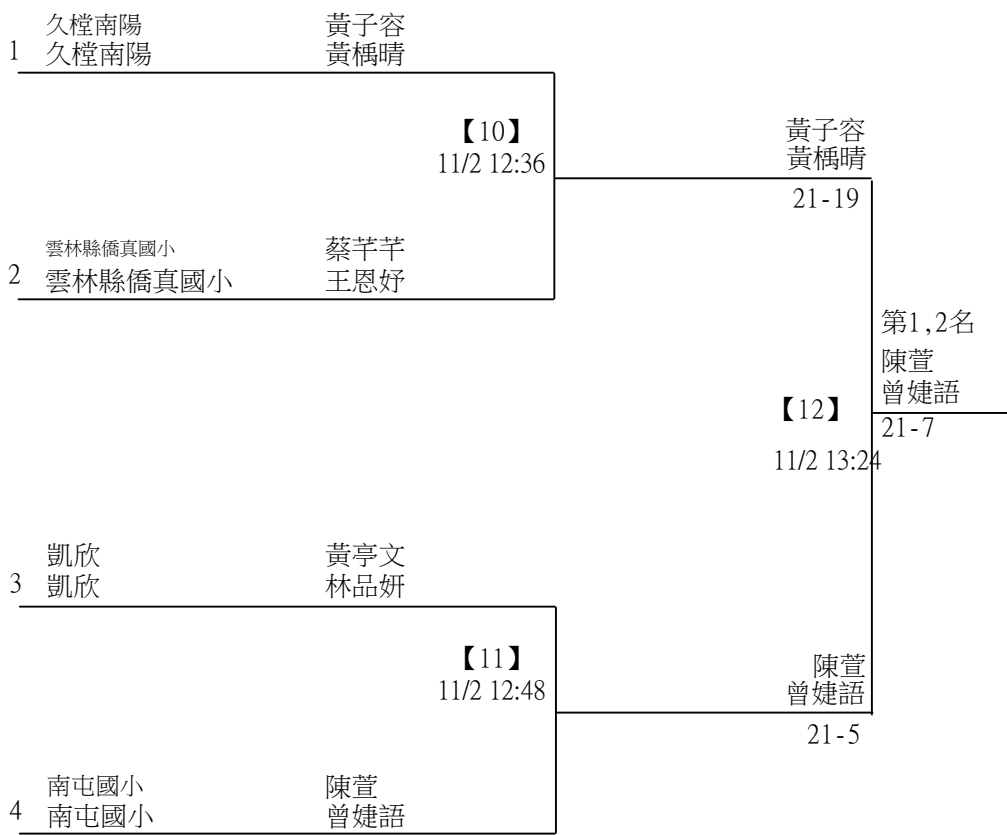 久樘南陽 黃子容
1 久樘南陽 黃楀晴
【10】
11/2 12:36
黃子容
黃楀晴
21-19
雲林縣僑真國小 蔡芊芊
2 雲林縣僑真國小 王恩妤
第1,2名
陳萱
曾婕語
【12】
21-7
11/2 13:24
凱欣 黃亭文
3 凱欣 林品妍
【11】
11/2 12:48
陳萱
曾婕語
21-5
南屯國小 陳萱
4 南屯國小 曾婕語